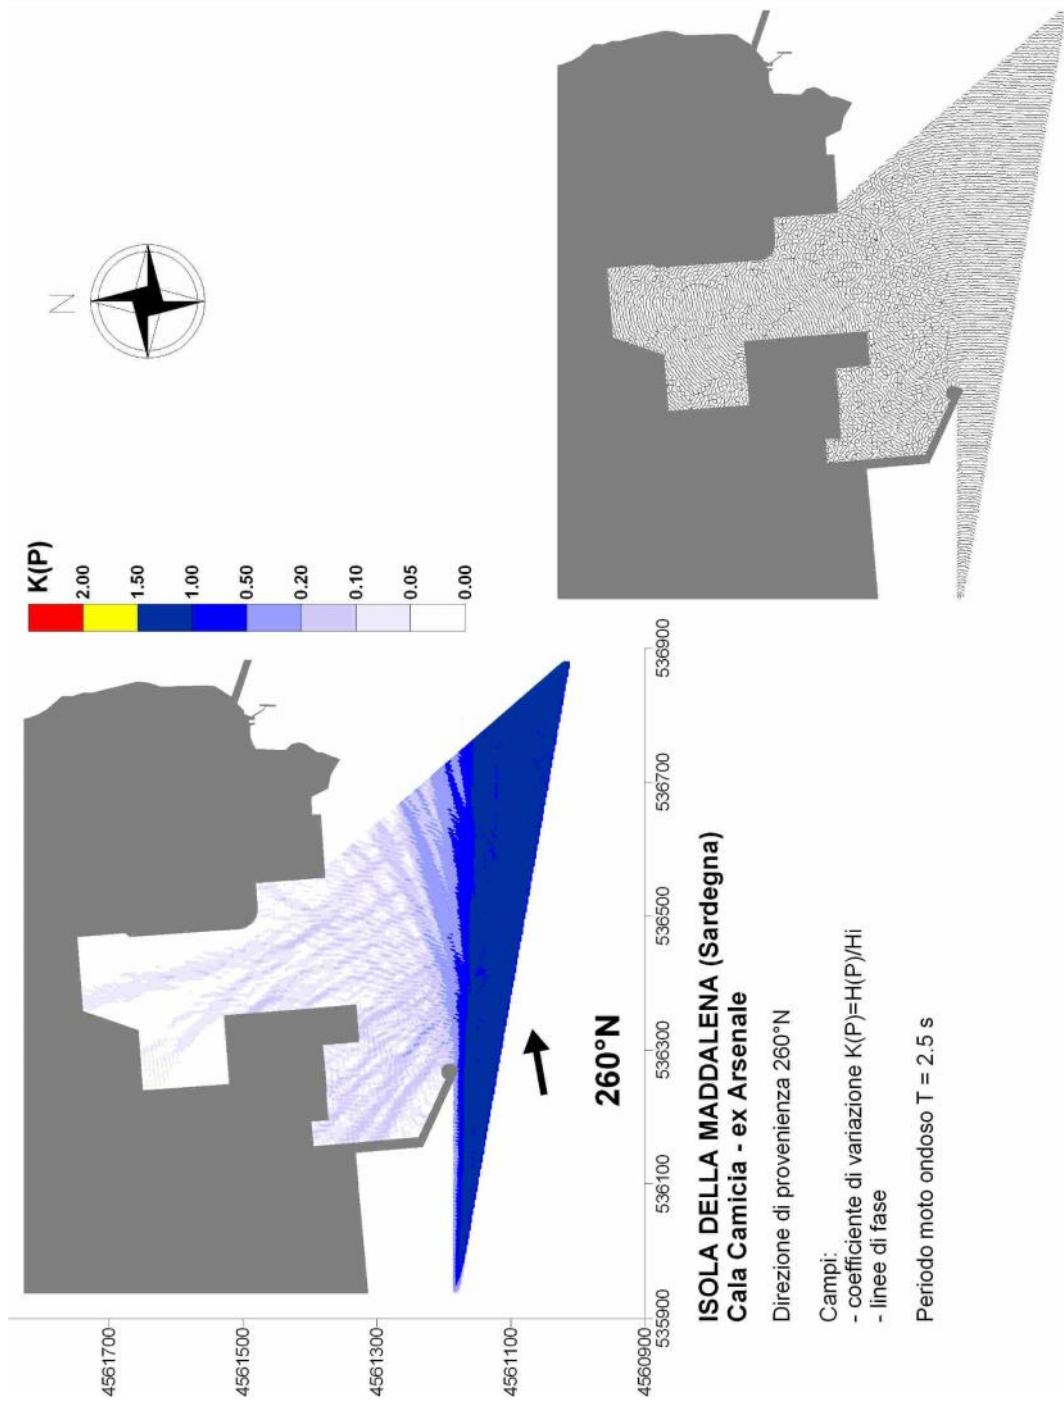 N
K(P)
2.00
1.50
1.00
0.50
0.20
0.10
0.05
0.00
4561700
4561500
4561300
4561100
4560900
535900
536100
536300
536500
536700
536900
260°N
ISOLA DELLA MADDALENA (Sardegna)
Cala Camicia - ex Arsenale
Direzione di provenienza 260°N
Campi:
- coefficiente di variazione K(P)=H(P)/Hi
- linee di fase
Periodo moto ondoso T = 2.5 s